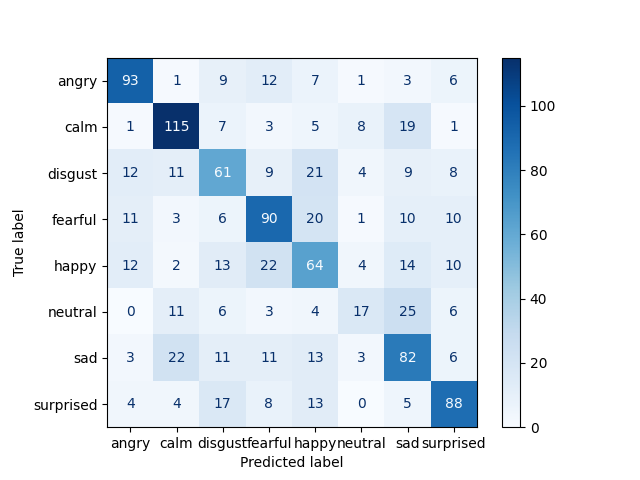 angry 93 1 9 12 7 1 3 6
calm 1 115 7 3 5 8 19 1
disgust 12 11 61 9 21 4 9 8
fearful 11 3 6 90 20 1 10 10
happy 12 2 13 22 64 4 14 10
neutral 0 11 6 3 4 17 25 6
sad 3 22 11 11 13 3 82 6
surprised 4 4 17 8 13 0 5 88
angry calm disgust fearful happy neutral sad surprised
Predicted label
True label
100
80
60
40
20
0